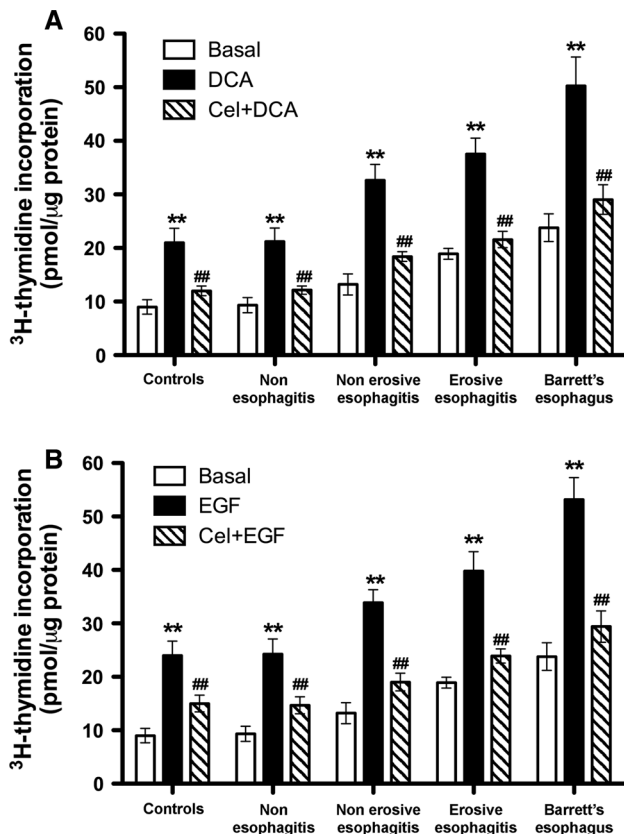 A
³H-thymidine incorporation
(pmol/µg protein)
60
50
40
30
20
10
0
Basal
DCA
Cel+DCA
** ## ** ## ** ## ** ## ** ##
Controls
Non
esophagitis
Non erosive
esophagitis
Erosive
esophagitis
Barrett's
esophagus
B
³H-thymidine incorporation
(pmol/µg protein)
60
50
40
30
20
10
0
Basal
EGF
Cel+EGF
** ## ** ## ** ## ** ## ** ##
Controls
Non
esophagitis
Non erosive
esophagitis
Erosive
esophagitis
Barrett's
esophagus